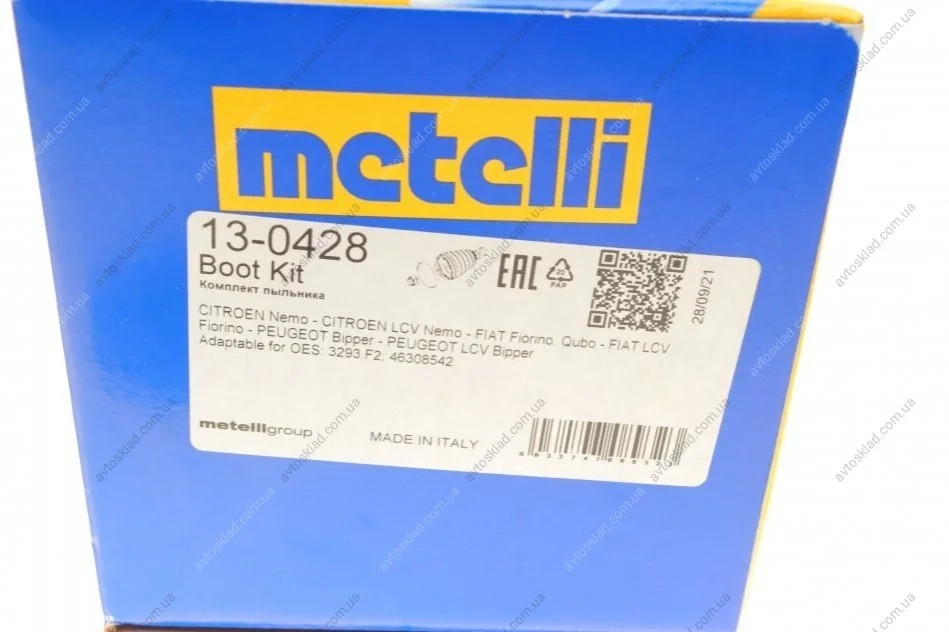 metelli
13-0428
Boot Kit
Комплект пыльника
EAC
PAP
28/09/21
CITROEN Nemo - CITROEN LCV Nemo - FIAT Fiorino, Qubo - FIAT LCV
Fiorino - PEUGEOT Bipper - PEUGEOT LCV Bipper
Adaptable for OES: 3293.F2; 46308542
metelligroup
MADE IN ITALY
avtosklad.com.ua